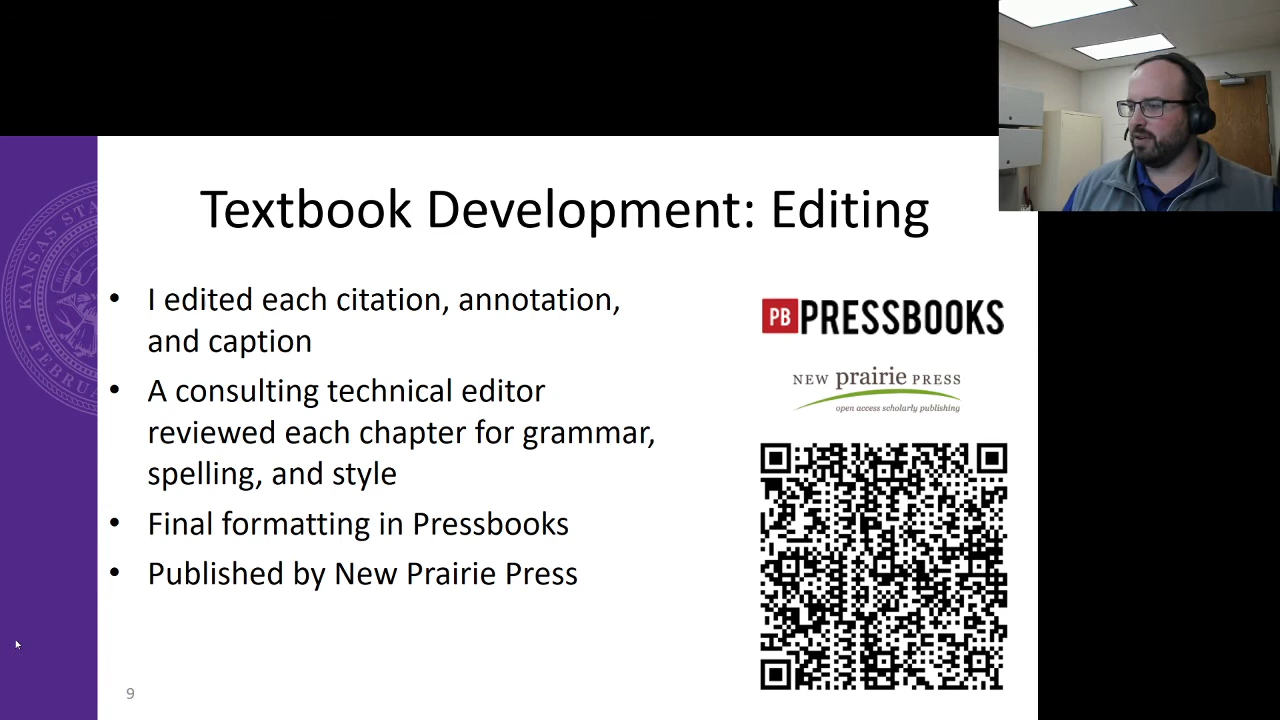 Textbook Development: Editing
• I edited each citation, annotation,
and caption
• A consulting technical editor
reviewed each chapter for grammar,
spelling, and style
• Final formatting in Pressbooks
• Published by New Prairie Press
PB PRESSBOOKS
NEW prairie PRESS
open access scholarly publishing
KANSAS STA
FEBRU
9